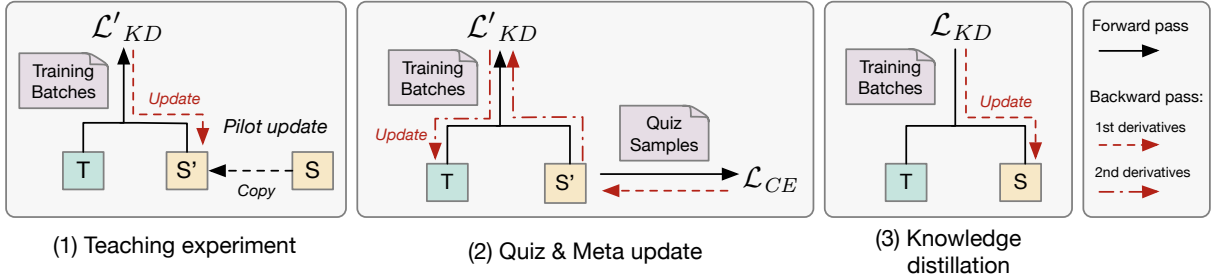 L'KD
Training
Batches
Update
Pilot update
T
S'
S
Copy
(1) Teaching experiment
L'KD
Training
Batches
Update
Quiz
Samples
T
S'
LCE
(2) Quiz & Meta update
LKD
Training
Batches
Update
T
S
(3) Knowledge
distillation
Forward pass
Backward pass:
1st derivatives
2nd derivatives